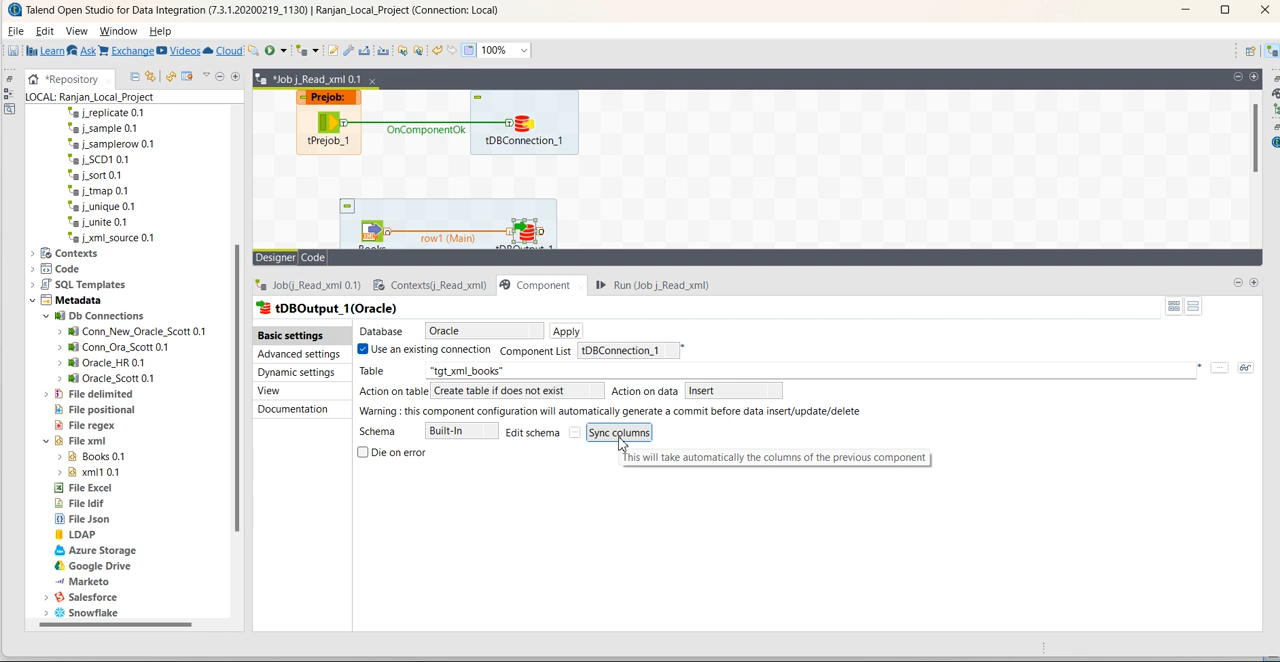 Talend Open Studio for Data Integration (7.3.1.20200219_1130) | Ranjan_Local_Project (Connection: Local)
File Edit View Window Help
Learn Ask Exchange Videos Cloud 100%
*Repository
LOCAL: Ranjan_Local_Project
j_replicate 0.1
j_sample 0.1
j_samplerow 0.1
j_SCD1 0.1
j_sort 0.1
j_tmap 0.1
j_unique 0.1
j_unite 0.1
j_xml_source 0.1
Contexts
Code
SQL Templates
Metadata
Db Connections
Conn_New_Oracle_Scott 0.1
Conn_Ora_Scott 0.1
Oracle_HR 0.1
Oracle_Scott 0.1
File delimited
File positional
File regex
File xml
Books 0.1
xml1 0.1
File Excel
File ldif
File Json
LDAP
Azure Storage
Google Drive
Marketo
Salesforce
Snowflake
*Job j_Read_xml 0.1
Prejob:
OnComponentOk
tPrejob_1 tDBConnection_1
row1 (Main)
Books tDBOutput_1
Designer Code
Job(j_Read_xml 0.1) Contexts(j_Read_xml) Component Run (Job j_Read_xml)
tDBOutput_1(Oracle)
Basic settings
Advanced settings
Dynamic settings
View
Documentation
Database Oracle Apply
Use an existing connection Component List tDBConnection_1 *
Table "tgt_xml_books" *
Action on table Create table if does not exist Action on data Insert
Warning : this component configuration will automatically generate a commit before data insert/update/delete
Schema Built-In Edit schema Sync columns
Die on error
This will take automatically the columns of the previous component